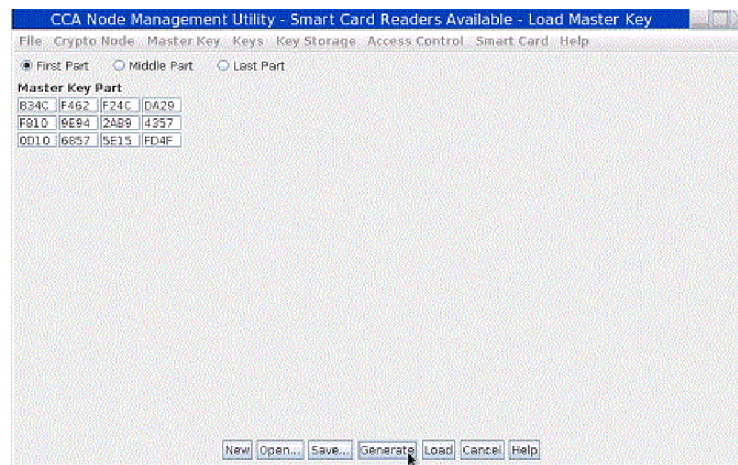 CCA Node Management Utility - Smart Card Readers Available - Load Master Key
File Crypto Node Master Key Keys Key Storage Access Control Smart Card Help
First Part Middle Part Last Part
Master Key Part
B34C F462 F24C DA29
F810 9E94 2AB9 4357
0D10 6857 5E15 FD4F
New Open... Save... Generate Load Cancel Help